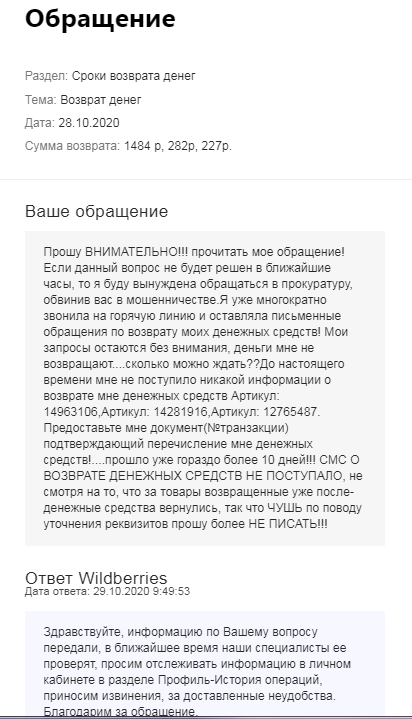 Обращение
Раздел: Сроки возврата денег
Тема: Возврат денег
Дата: 28.10.2020
Сумма возврата: 1484 р, 282р, 227р.
Ваше обращение
Прошу ВНИМАТЕЛЬНО!!! прочитать мое обращение!
Если данный вопрос не будет решен в ближайшие
часы, то я буду вынуждена обращаться в прокуратуру,
обвинив вас в мошенничестве.Я уже многократно
звонила на горячую линию и оставляла письменные
обращения по возврату моих денежных средств! Мои
запросы остаются без внимания, деньги мне не
возвращают....сколько можно ждать??До настоящего
времени мне не поступило никакой информации о
возврате мне денежных средств Артикул:
14963106,Артикул: 14281916,Артикул: 12765487.
Предоставьте мне документ(№транзакции)
подтверждающий перечисление мне денежных
средств!....прошло уже гораздо более 10 дней!!! СМС О
ВОЗВРАТЕ ДЕНЕЖНЫХ СРЕДСТВ НЕ ПОСТУПАЛО, не
смотря на то, что за товары возвращенные уже после-
денежные средства вернулись, так что ЧУШЬ по поводу
уточнения реквизитов прошу более НЕ ПИСАТЬ!!!
Ответ Wildberries
Дата ответа: 29.10.2020 9:49:53
Здравствуйте, информацию по Вашему вопросу
передали, в ближайшее время наши специалисты ее
проверят, просим отслеживать информацию в личном
кабинете в разделе Профиль-История операций,
приносим извинения, за доставленные неудобства.
Благодарим за обращение.